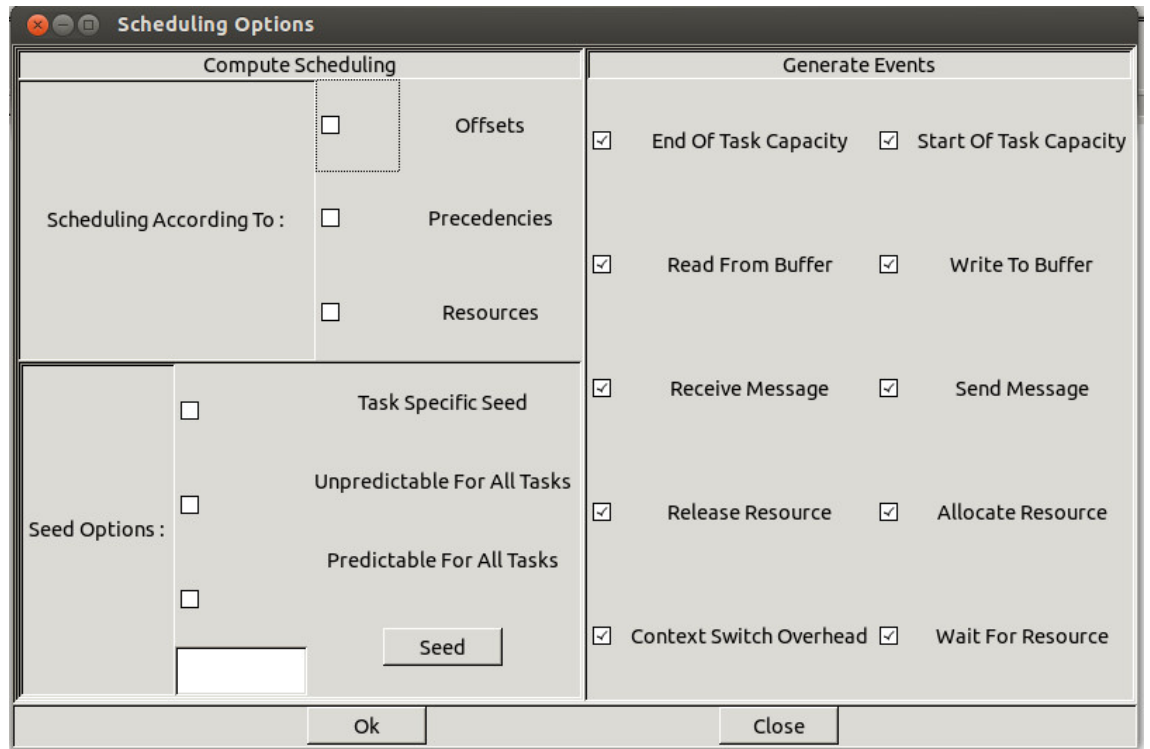 Scheduling Options
Compute Scheduling
Scheduling According To :
Offsets
Precedencies
Resources
Seed Options :
Task Specific Seed
Unpredictable For All Tasks
Predictable For All Tasks
Seed
Generate Events
End Of Task Capacity Start Of Task Capacity
Read From Buffer Write To Buffer
Receive Message Send Message
Release Resource Allocate Resource
Context Switch Overhead Wait For Resource
Ok Close